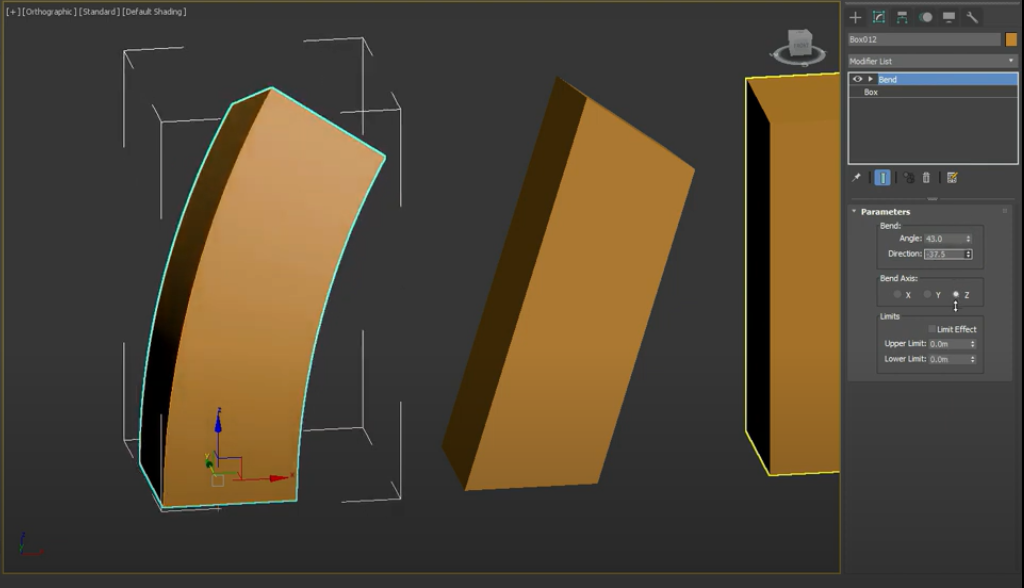 [+] [Orthographic] [Standard] [Default Shading]
Box012
Modifier List
Bend
Box
Parameters
Bend:
Angle: 43.0
Direction: -37.5
Bend Axis:
X Y Z
Limits
Limit Effect
Upper Limit: 0.0m
Lower Limit: 0.0m
z
y